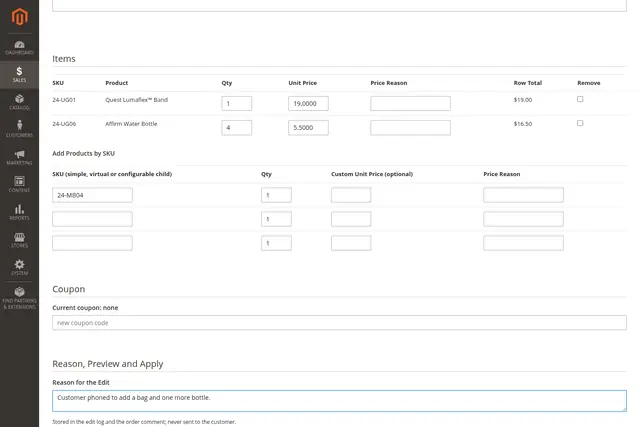 DASHBOARD
$
SALES
CATALOG
CUSTOMERS
MARKETING
CONTENT
REPORTS
STORES
SYSTEM
FIND PARTNERS
& EXTENSIONS
Items
SKU Product Qty Unit Price Price Reason Row Total Remove
24-UG01 Quest Lumaflex™ Band 1 19.0000 $19.00
24-UG06 Affirm Water Bottle 4 5.5000 $16.50
Add Products by SKU
SKU (simple, virtual or configurable child) Qty Custom Unit Price (optional) Price Reason
24-MB04 1
1
1
Coupon
Current coupon: none
new coupon code
Reason, Preview and Apply
Reason for the Edit
Customer phoned to add a bag and one more bottle.
Stored in the edit log and the order comment; never sent to the customer.